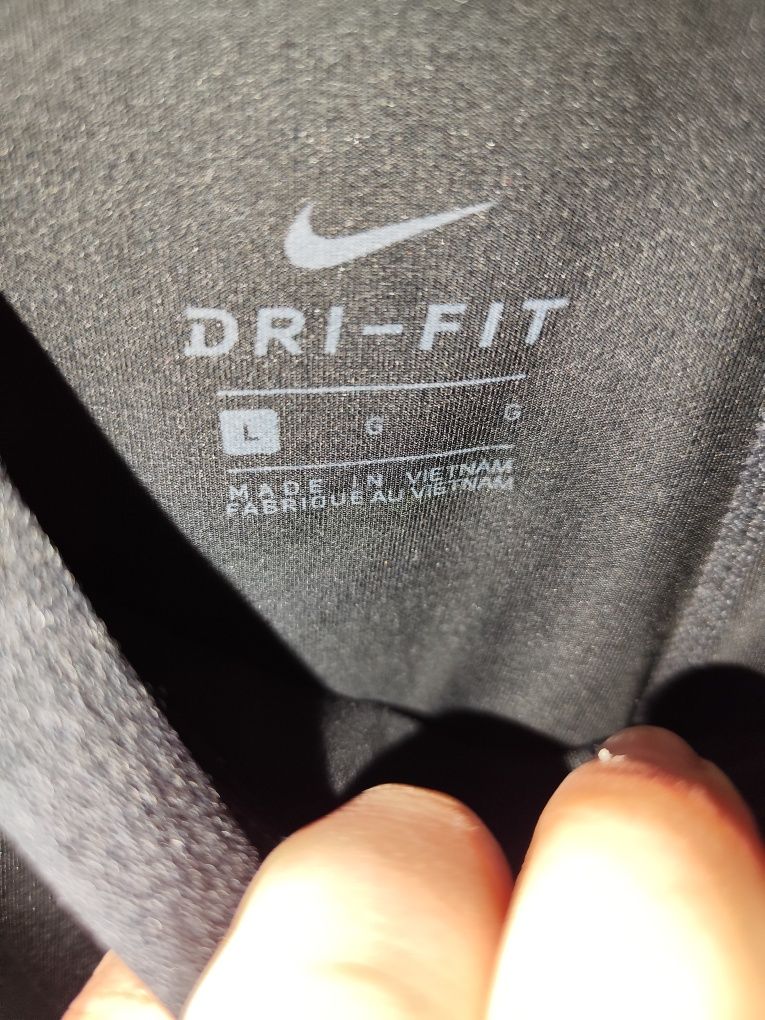 DRI-FIT
L G G
MADE IN VIETNAM
FABRIQUE AU VIETNAM